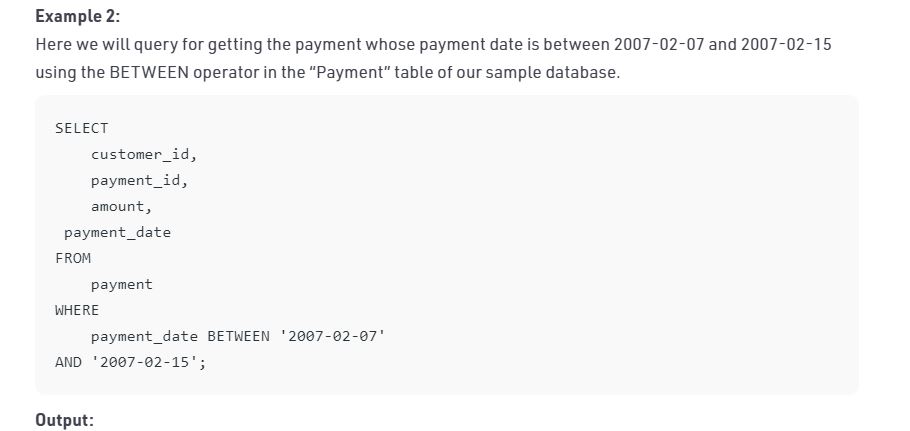 Example 2:
Here we will query for getting the payment whose payment date is between 2007-02-07 and 2007-02-15
using the BETWEEN operator in the “Payment” table of our sample database.
SELECT
    customer_id,
    payment_id,
    amount,
 payment_date
FROM
    payment
WHERE
    payment_date BETWEEN '2007-02-07'
AND '2007-02-15';
Output: